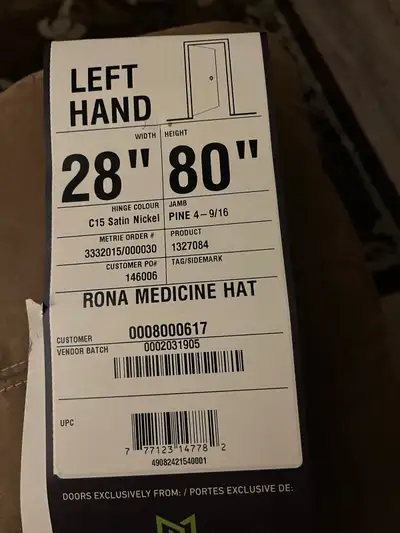 LEFT
HAND
WIDTH HEIGHT
28" 80"
HINGE COLOUR JAMB
C15 Satin Nickel PINE 4-9/16
METRIE ORDER # PRODUCT
3332015/000030 1327084
CUSTOMER PO# TAG/SIDEMARK
146006
RONA MEDICINE HAT
CUSTOMER 0008000617
VENDOR BATCH 0002031905
UPC
7 77123 14778 2
49082421540001
DOORS EXCLUSIVELY FROM: / PORTES EXCLUSIVE DE: